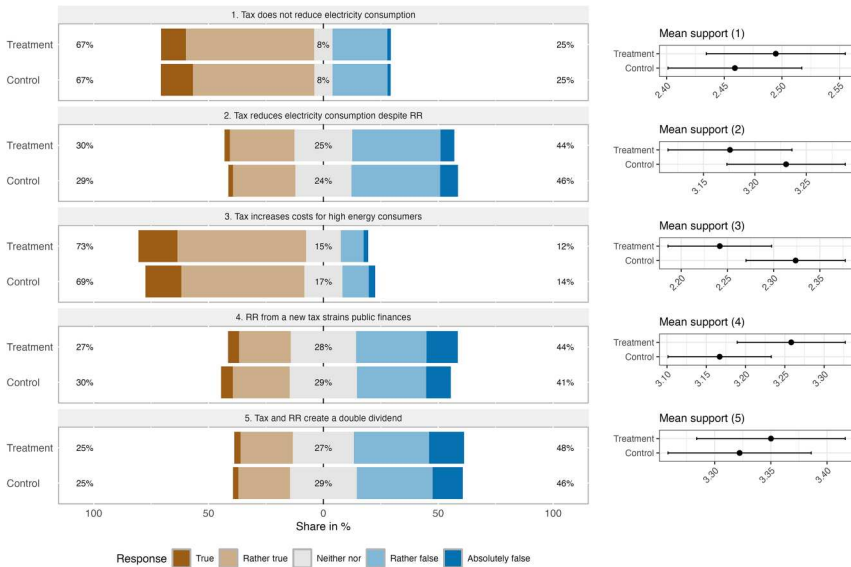 1. Tax does not reduce electricity consumption
Treatment 67% 8% 25%
Control 67% 8% 25%
2. Tax reduces electricity consumption despite RR
Treatment 30% 25% 44%
Control 29% 24% 46%
3. Tax increases costs for high energy consumers
Treatment 73% 15% 12%
Control 69% 17% 14%
4. RR from a new tax strains public finances
Treatment 27% 28% 44%
Control 30% 29% 41%
5. Tax and RR create a double dividend
Treatment 25% 27% 48%
Control 25% 29% 46%
100 50 0 50 100
Share in %
Response True Rather true Neither nor Rather false Absolutely false
Mean support (1)
Treatment
Control
2.40 2.45 2.50 2.55
Mean support (2)
Treatment
Control
3.15 3.20 3.25
Mean support (3)
Treatment
Control
2.20 2.25 2.30 2.35
Mean support (4)
Treatment
Control
3.10 3.15 3.20 3.25 3.30
Mean support (5)
Treatment
Control
3.30 3.35 3.40